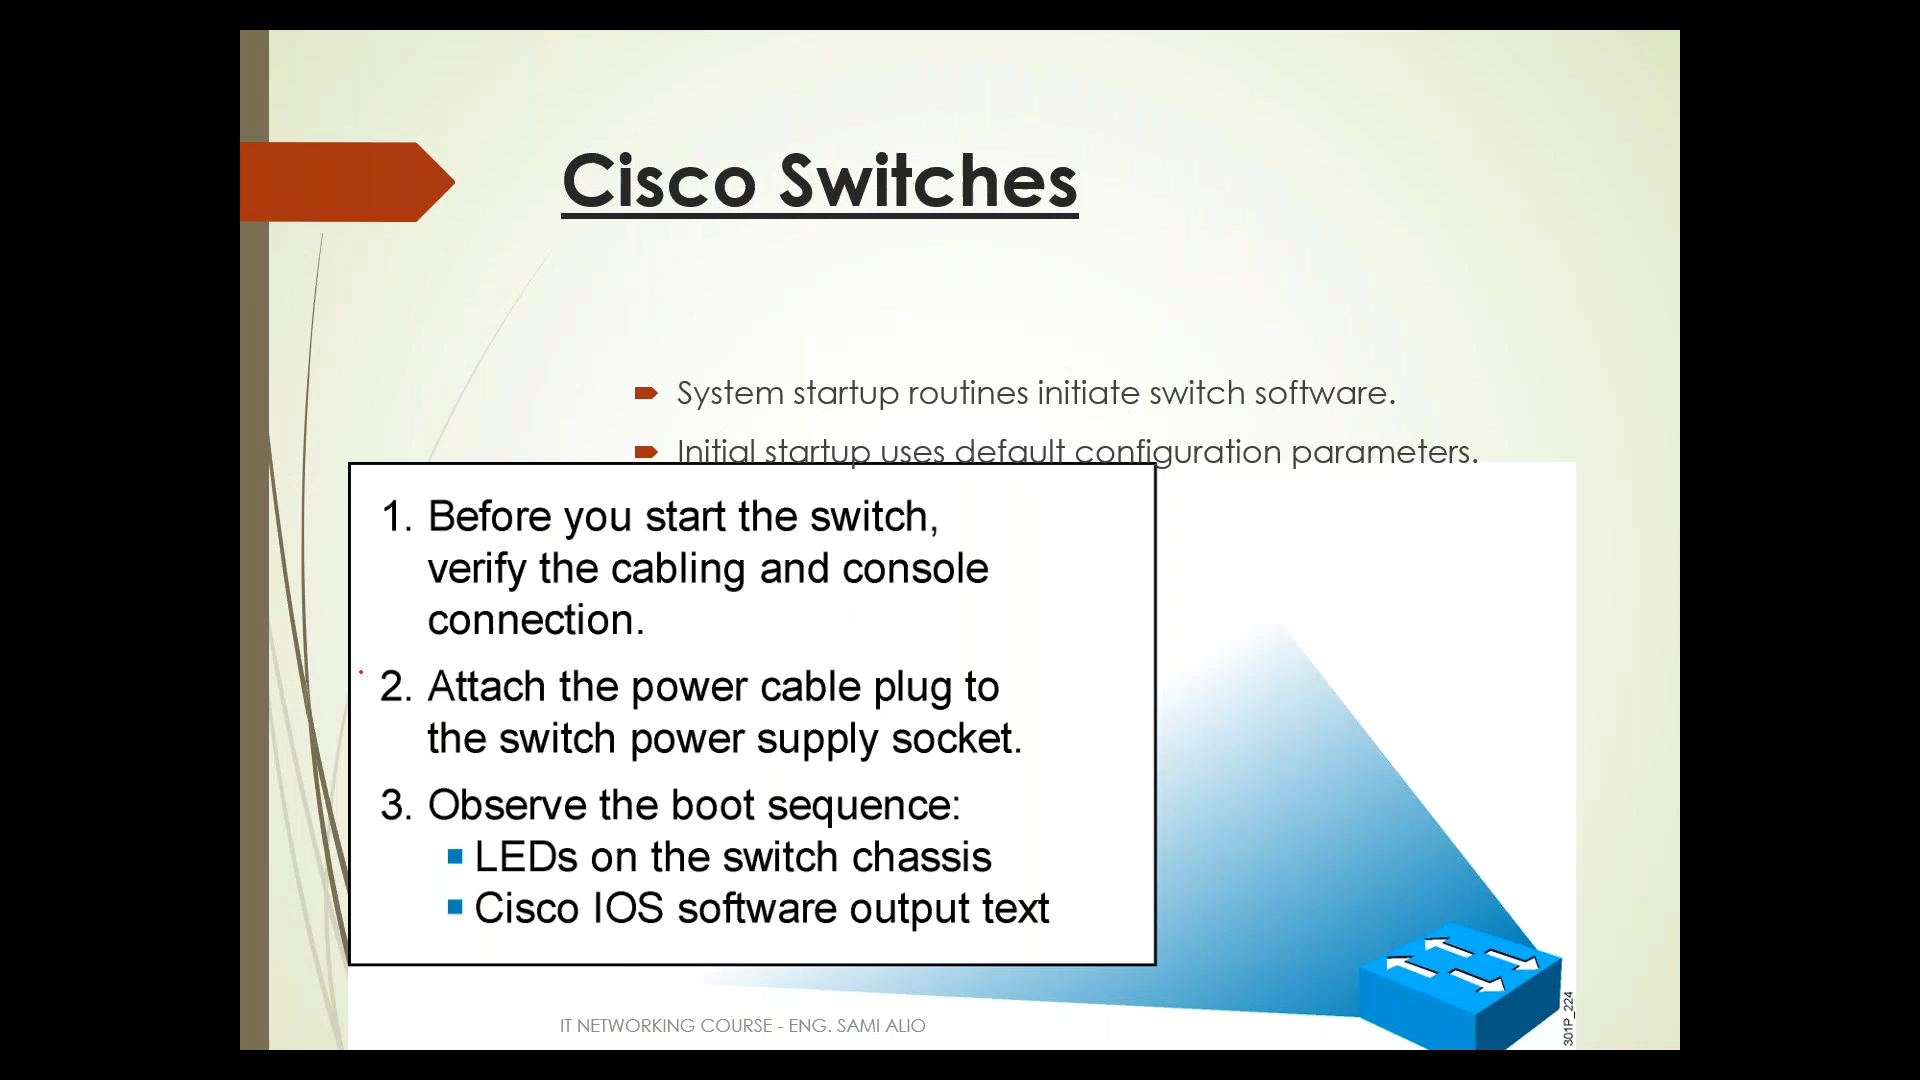 Cisco Switches
System startup routines initiate switch software.
Initial startup uses default configuration parameters.
1. Before you start the switch,
verify the cabling and console
connection.
2. Attach the power cable plug to
the switch power supply socket.
3. Observe the boot sequence:
LEDs on the switch chassis
Cisco IOS software output text
IT NETWORKING COURSE - ENG. SAMI ALIO
301P_224